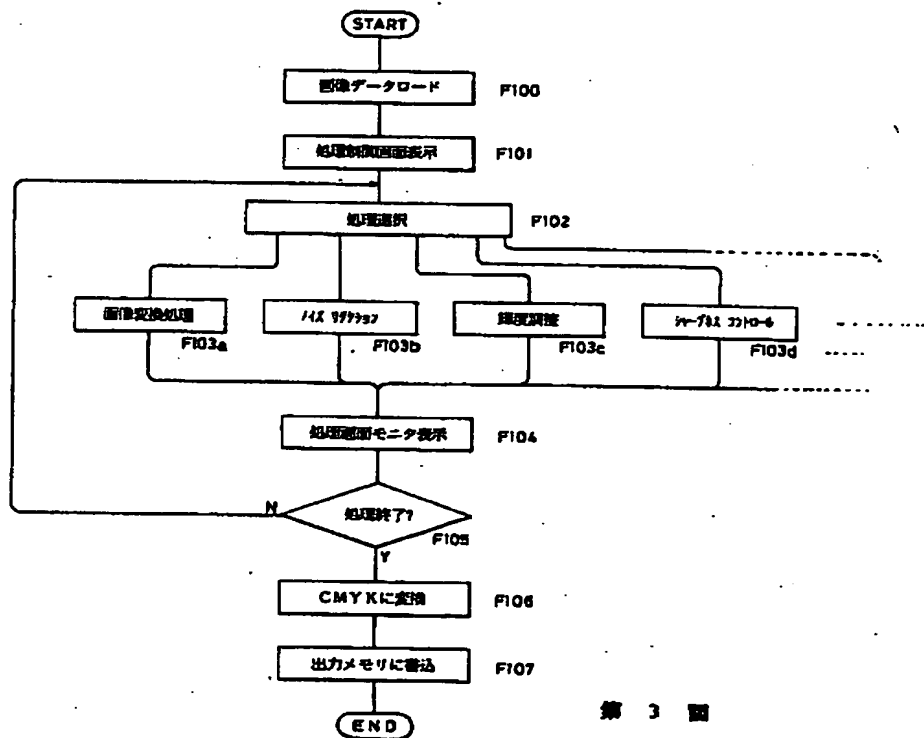 START
画像データロード F100
処理制御画面表示 F101
処理選択 F102
画像変換処理 F103a
ノイズ リダクション F103b
輝度調整 F103c
シャープネス コントロール F103d
処理画面モニタ表示 F104
処理終了? F105
N
Y
CMYKに変換 F106
出力メモリに書込 F107
END
第 3 図